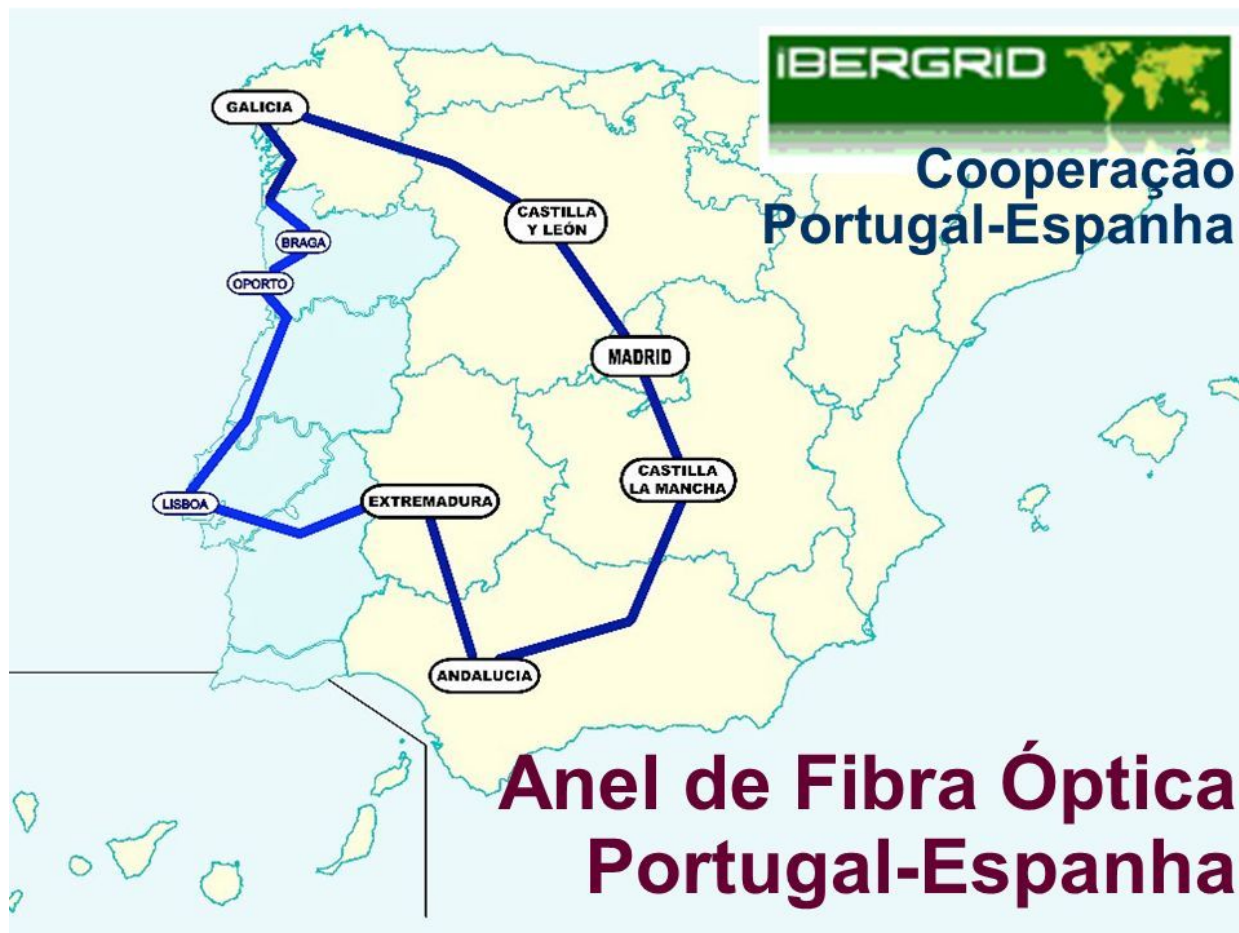 IBERGRID
Cooperação
Portugal-Espanha
GALICIA
CASTILLA
Y LEÓN
BRAGA
OPORTO
MADRID
CASTILLA
LA MANCHA
LISBOA
EXTREMADURA
ANDALUCIA
Anel de Fibra Óptica
Portugal-Espanha